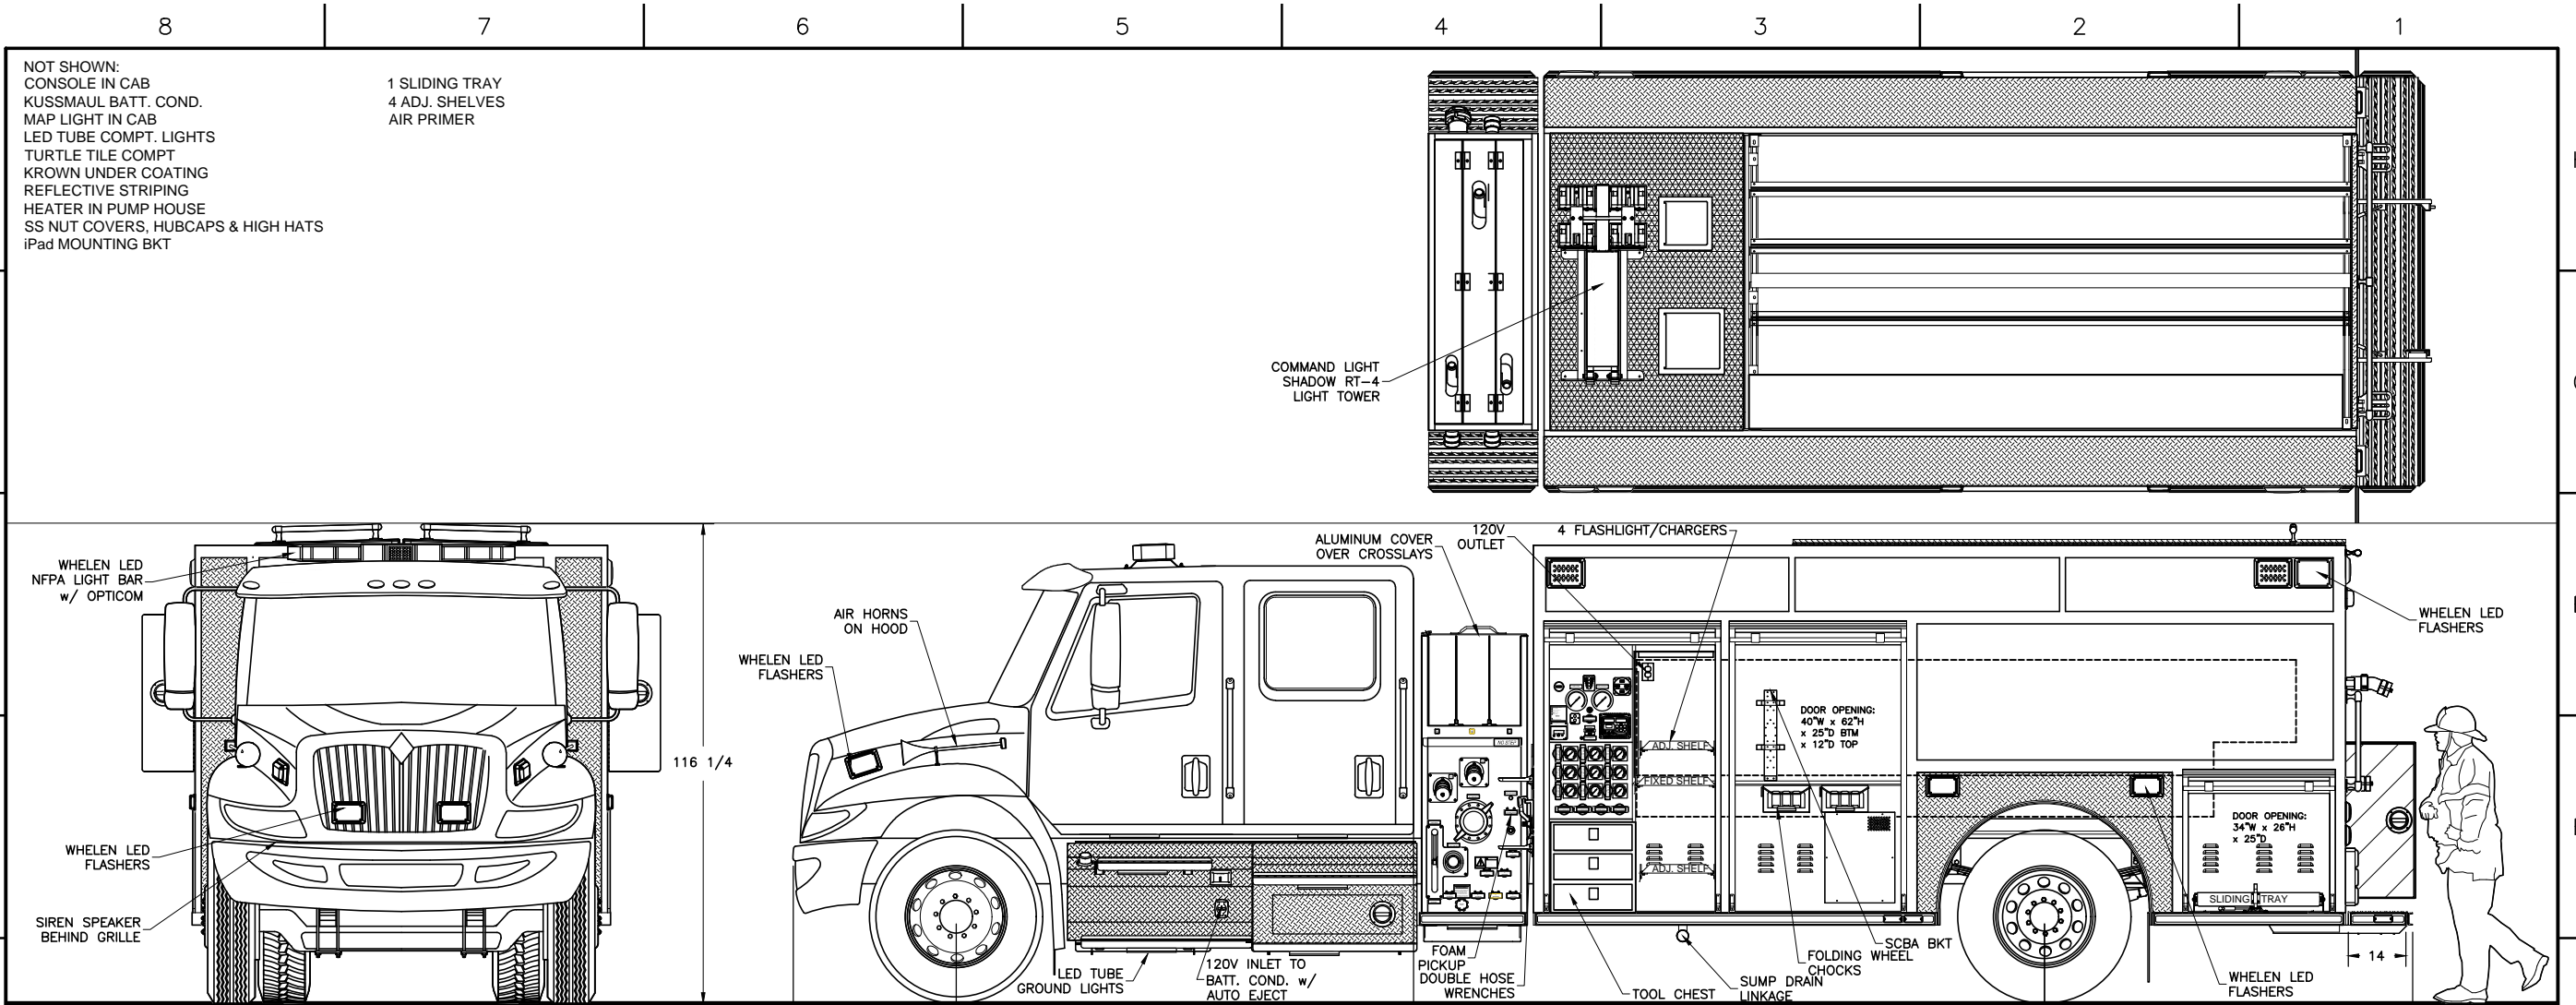 8 7 6 5 4 3 2 1
NOT SHOWN:
CONSOLE IN CAB
KUSSMAUL BATT. COND.
MAP LIGHT IN CAB
LED TUBE COMPT. LIGHTS
TURTLE TILE COMPT
KROWN UNDER COATING
REFLECTIVE STRIPING
HEATER IN PUMP HOUSE
SS NUT COVERS, HUBCAPS & HIGH HATS
iPad MOUNTING BKT
1 SLIDING TRAY
4 ADJ. SHELVES
AIR PRIMER
COMMAND LIGHT
SHADOW RT-4
LIGHT TOWER
WHELEN LED
NFPA LIGHT BAR
w/ OPTICOM
WHELEN LED
FLASHERS
SIREN SPEAKER
BEHIND GRILLE
116 1/4
AIR HORNS
ON HOOD
WHELEN LED
FLASHERS
ALUMINUM COVER
OVER CROSSLAYS
120V
OUTLET
4 FLASHLIGHT/CHARGERS
WHELEN LED
FLASHERS
DOOR OPENING:
40"W x 62"H
x 25"D BTM
x 12"D TOP
ADJ. SHELF
FIXED SHELF
ADJ. SHELF
DOOR OPENING:
34"W x 26"H
x 25"D
SLIDING TRAY
LED TUBE
GROUND LIGHTS
120V INLET TO
BATT. COND. w/
AUTO EJECT
FOAM
PICKUP
DOUBLE HOSE
WRENCHES
TOOL CHEST
SUMP DRAIN
LINKAGE
FOLDING WHEEL
CHOCKS
SCBA BKT
WHELEN LED
FLASHERS
14